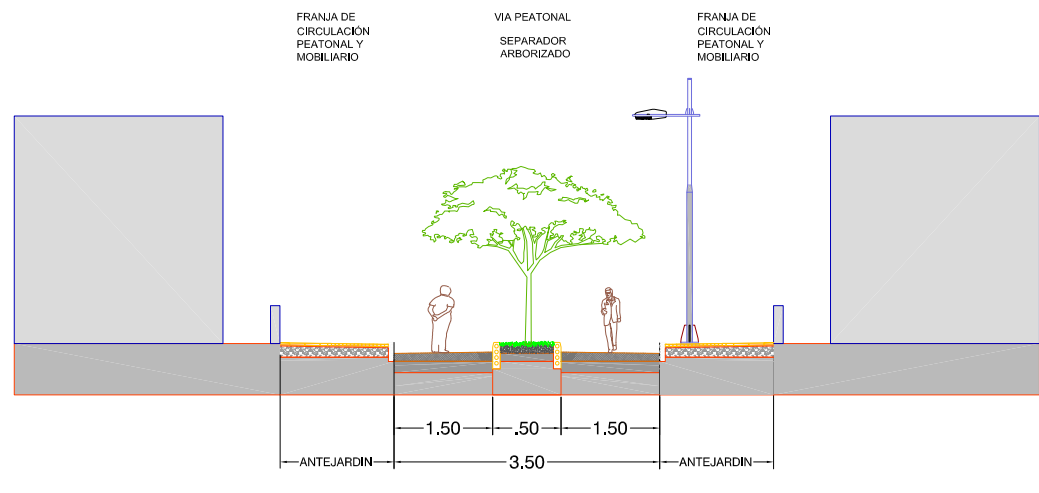 FRANJA DE
CIRCULACIÓN
PEATONAL Y
MOBILIARIO
VIA PEATONAL
SEPARADOR
ARBORIZADO
FRANJA DE
CIRCULACIÓN
PEATONAL Y
MOBILIARIO
1.50 .50 1.50
ANTEJARDIN 3.50 ANTEJARDIN